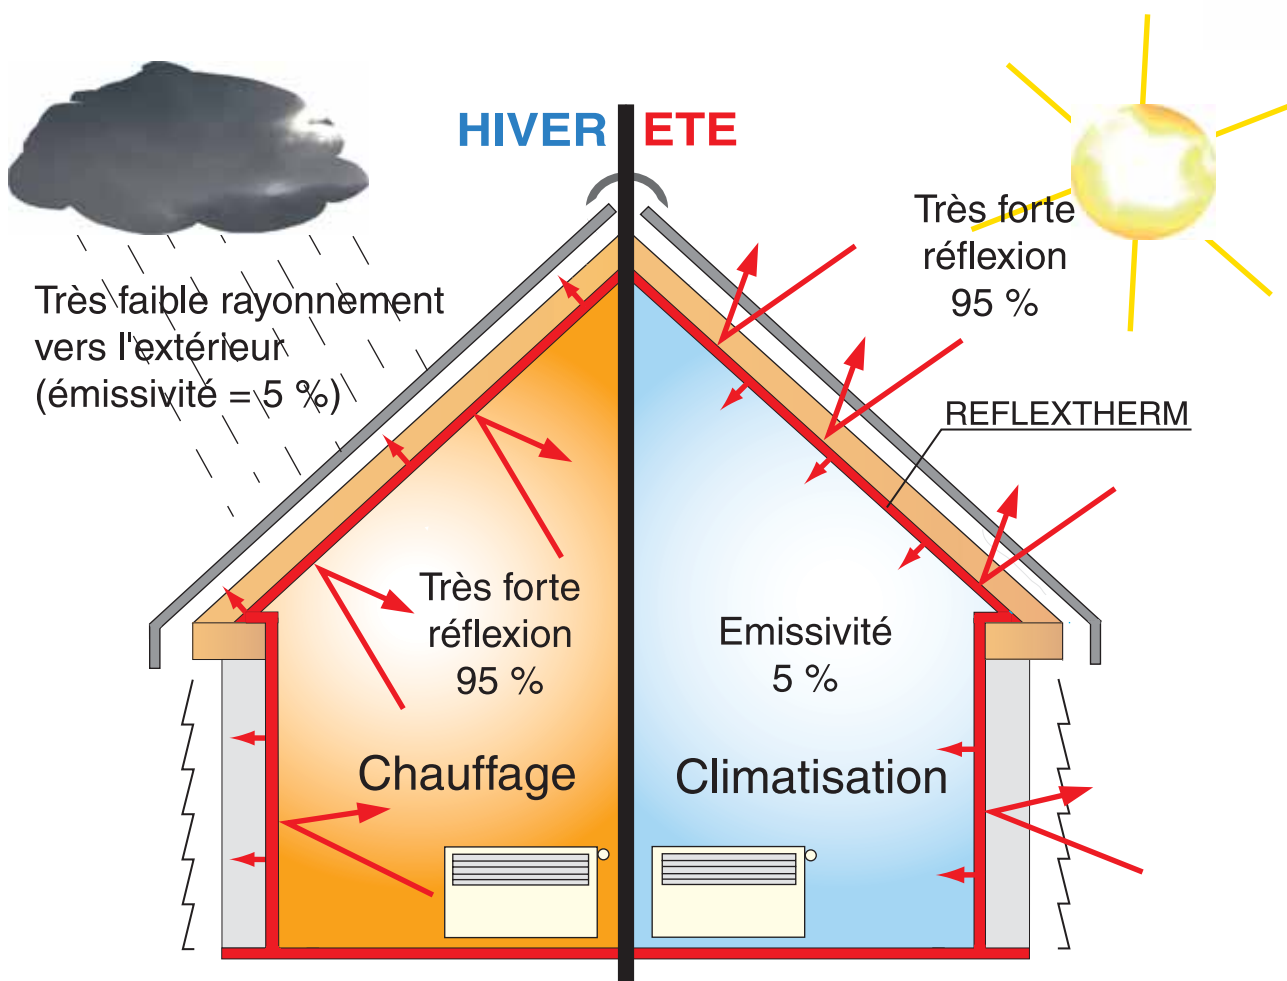 HIVER ETE
Très faible rayonnement
vers l'extérieur
(émissivité = 5 %)
Très forte
réflexion
95 %
REFLEXTHERM
Très forte
réflexion
95 %
Emissivité
5 %
Chauffage
Climatisation